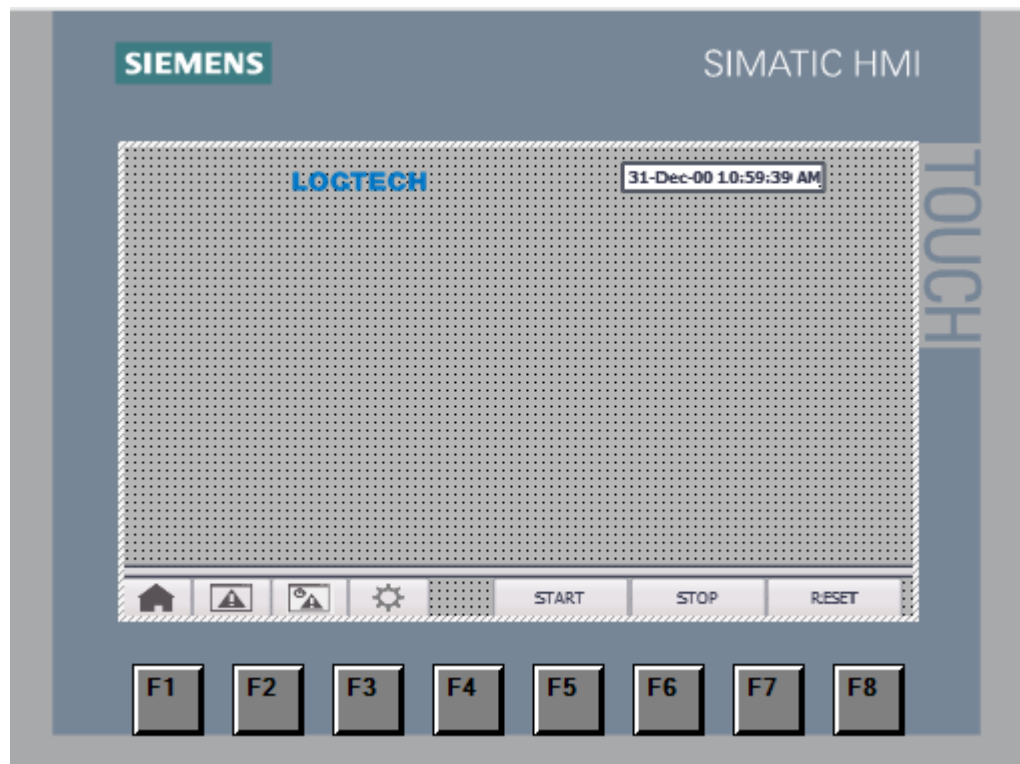 SIEMENS SIMATIC HMI
TOUCH
LOGTECH 31-Dec-00 10:59:39 AM
START STOP RESET
F1 F2 F3 F4 F5 F6 F7 F8